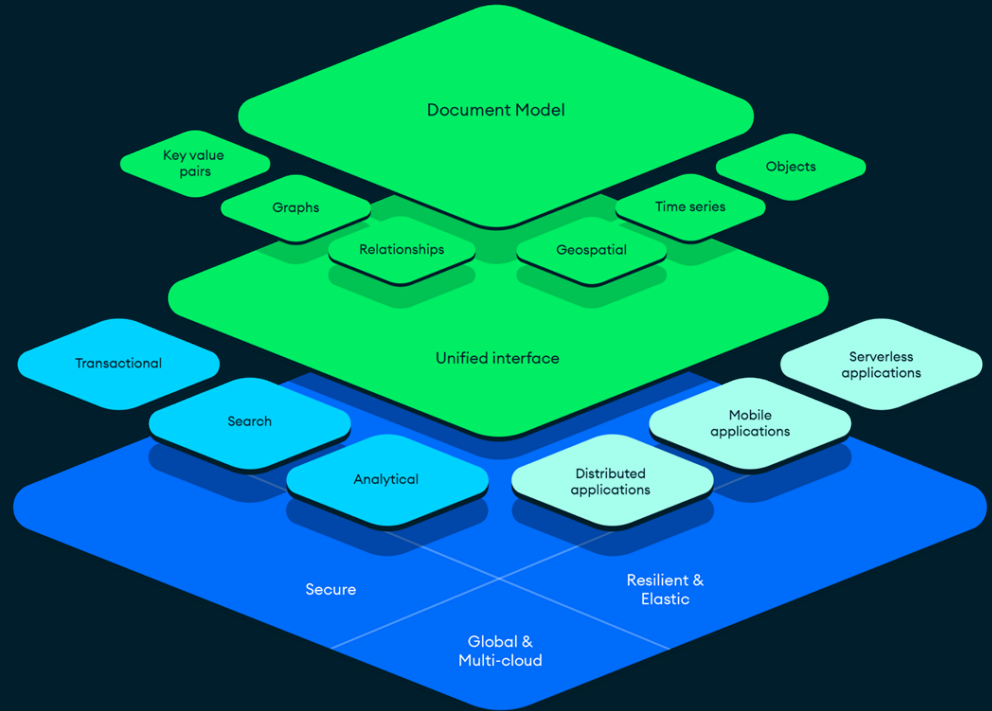 Document Model
Key value
pairs
Objects
Graphs
Time series
Relationships
Geospatial
Unified interface
Transactional
Serverless
applications
Search
Mobile
applications
Analytical
Distributed
applications
Secure
Resilient &
Elastic
Global &
Multi-cloud